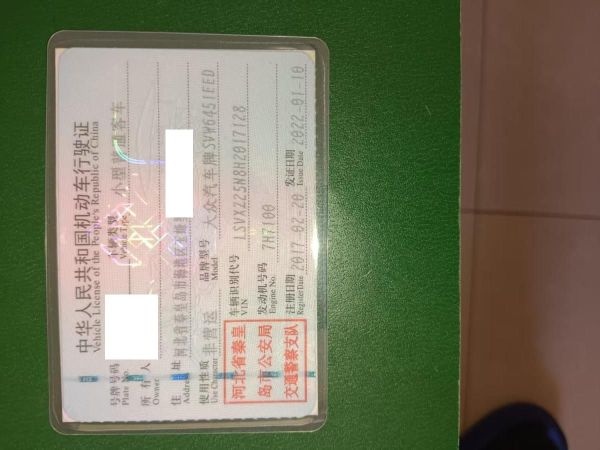 中华人民共和国机动车行驶证
Vehicle License of the People's Republic of China
号牌号码
Plate No.
车辆类型
Vehicle Type
小型普通客车
所有人
Owner
住址
Address
河北省秦皇岛市海港区
使用性质
Use Character
非营运
品牌型号
Model
大众汽车牌SVW6451EED
河北省秦皇
岛市公安局
交通警察支队
车辆识别代号
VIN
LSVX225N8H2017128
发动机号码
Engine No.
7H7100
注册日期
Register Date
2017-02-20
发证日期
Issue Date
2022-01-10